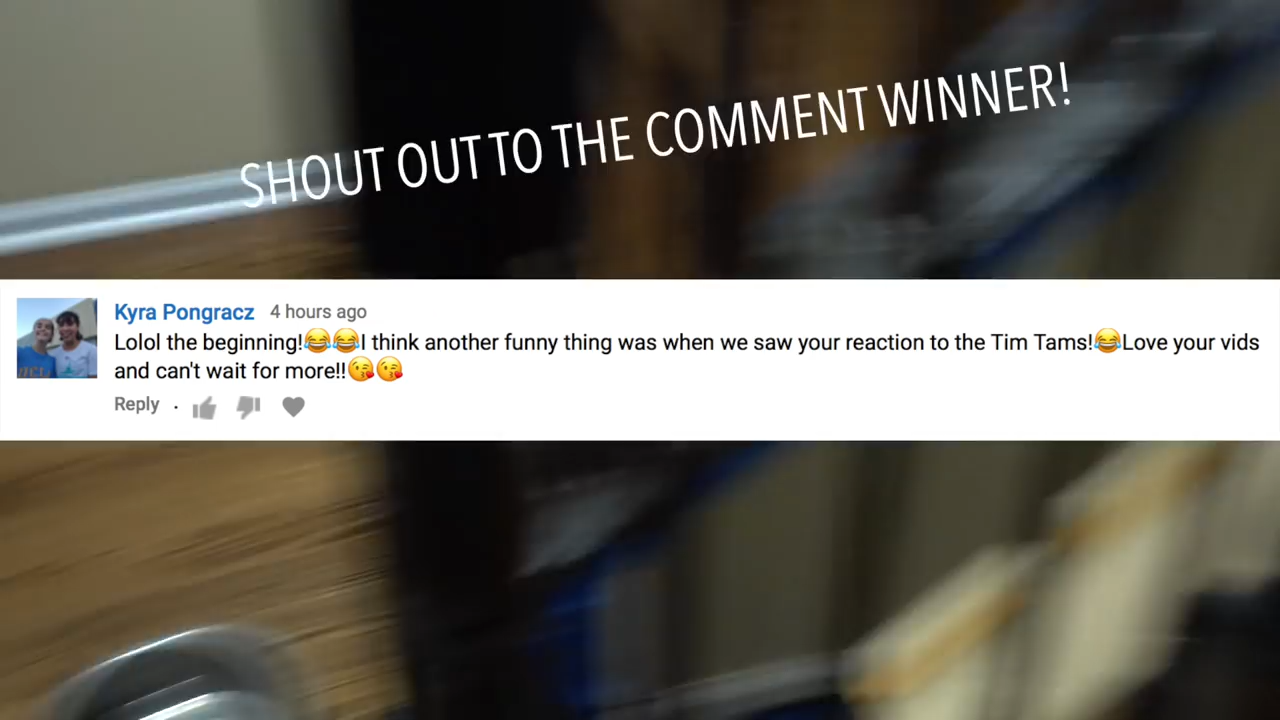 SHOUT OUT TO THE COMMENT WINNER!
Kyra Pongracz 4 hours ago
Lolol the beginning!😂😂I think another funny thing was when we saw your reaction to the Tim Tams!😂Love your vids
and can't wait for more!!😘😘
Reply ·